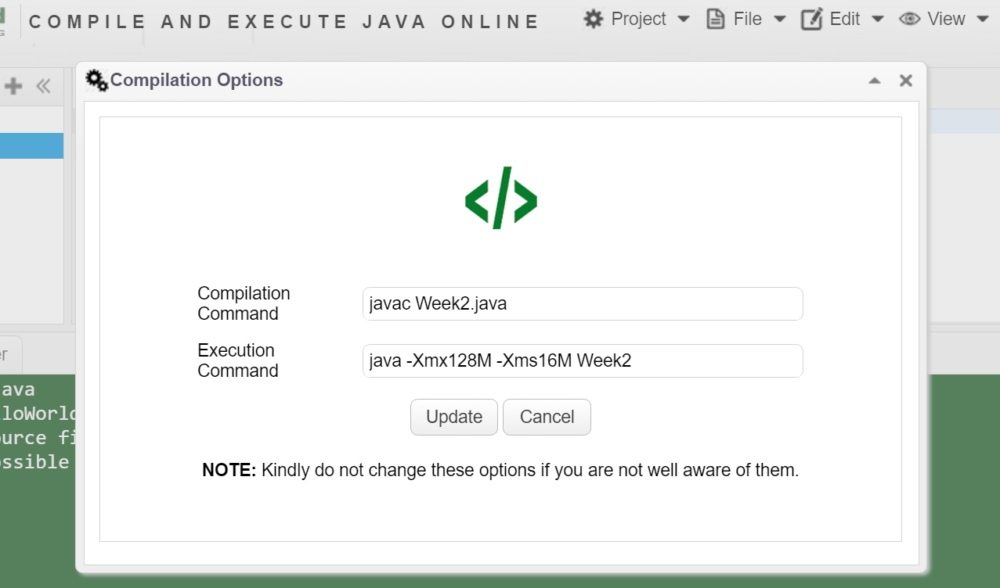 COMPILE AND EXECUTE JAVA ONLINE
Project File Edit View
Compilation Options
</>
Compilation
Command
javac Week2.java
Execution
Command
java -Xmx128M -Xms16M Week2
Update Cancel
NOTE: Kindly do not change these options if you are not well aware of them.
er
ava
lloWorld
ource fi
ossible